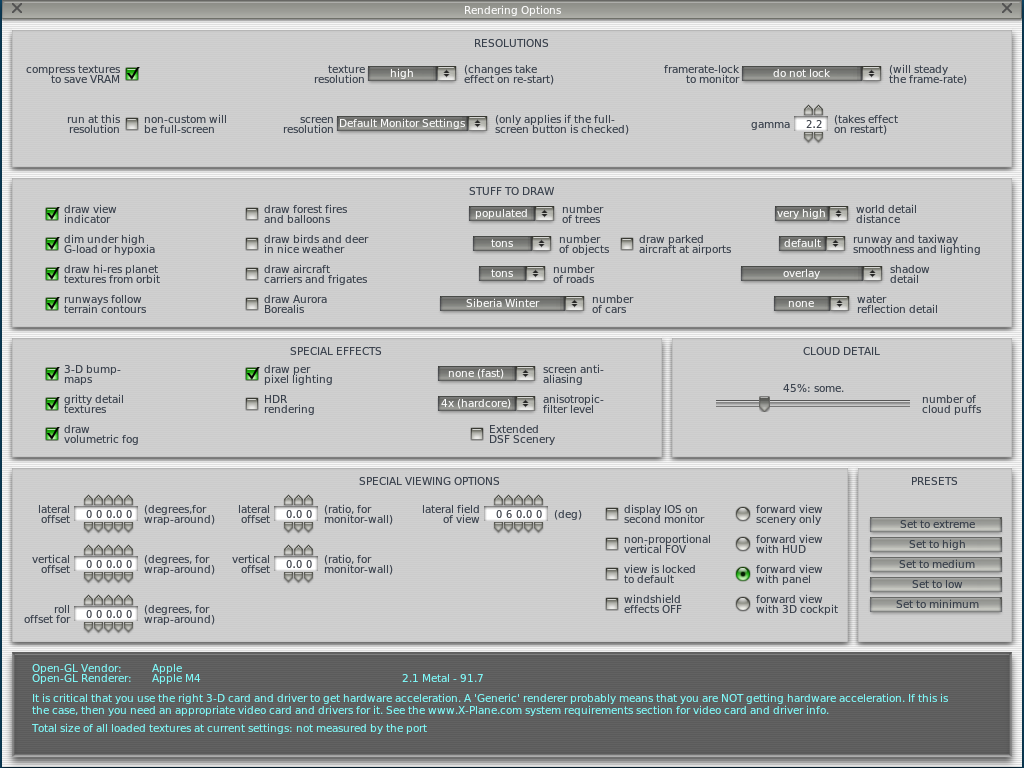 Rendering Options
RESOLUTIONS
compress textures
to save VRAM
texture
resolution
high
(changes take
effect on re-start)
framerate-lock
to monitor
do not lock
(will steady
the frame-rate)
run at this
resolution
non-custom will
be full-screen
screen
resolution
Default Monitor Settings
(only applies if the full-
screen button is checked)
gamma
2.2
(takes effect
on restart)
STUFF TO DRAW
draw view
indicator
draw forest fires
and balloons
populated
number
of trees
very high
world detail
distance
dim under high
G-load or hypoxia
draw birds and deer
in nice weather
tons
number
of objects
draw parked
aircraft at airports
default
runway and taxiway
smoothness and lighting
draw hi-res planet
textures from orbit
draw aircraft
carriers and frigates
tons
number
of roads
overlay
shadow
detail
runways follow
terrain contours
draw Aurora
Borealis
Siberia Winter
number
of cars
none
water
reflection detail
SPECIAL EFFECTS
3-D bump-
maps
draw per
pixel lighting
none (fast)
screen anti-
aliasing
gritty detail
textures
HDR
rendering
4x (hardcore)
anisotropic-
filter level
draw
volumetric fog
Extended
DSF Scenery
CLOUD DETAIL
45%: some.
number of
cloud puffs
SPECIAL VIEWING OPTIONS
lateral
offset
0 0 0.0 0
(degrees,for
wrap-around)
lateral
offset
0.0 0
(ratio, for
monitor-wall)
lateral field
of view
0 6 0.0 0
(deg)
vertical
offset
0 0 0.0 0
(degrees, for
wrap-around)
vertical
offset
0.0 0
(ratio, for
monitor-wall)
roll
offset for
0 0 0.0 0
(degrees, for
wrap-around)
display IOS on
second monitor
non-proportional
vertical FOV
view is locked
to default
windshield
effects OFF
forward view
scenery only
forward view
with HUD
forward view
with panel
forward view
with 3D cockpit
PRESETS
Set to extreme
Set to high
Set to medium
Set to low
Set to minimum
Open-GL Vendor: Apple
Open-GL Renderer: Apple M4 2.1 Metal - 91.7
It is critical that you use the right 3-D card and driver to get hardware acceleration. A 'Generic' renderer probably means that you are NOT getting hardware acceleration. If this is
the case, then you need an appropriate video card and drivers for it. See the www.X-Plane.com system requirements section for video card and driver info.
Total size of all loaded textures at current settings: not measured by the port